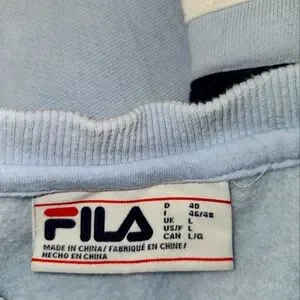 FILA
D 40
I 46/48
UK L
US/F L
CAN L/G
MADE IN CHINA/ FABRIQUÉ EN CHINE/
HECHO EN CHINA